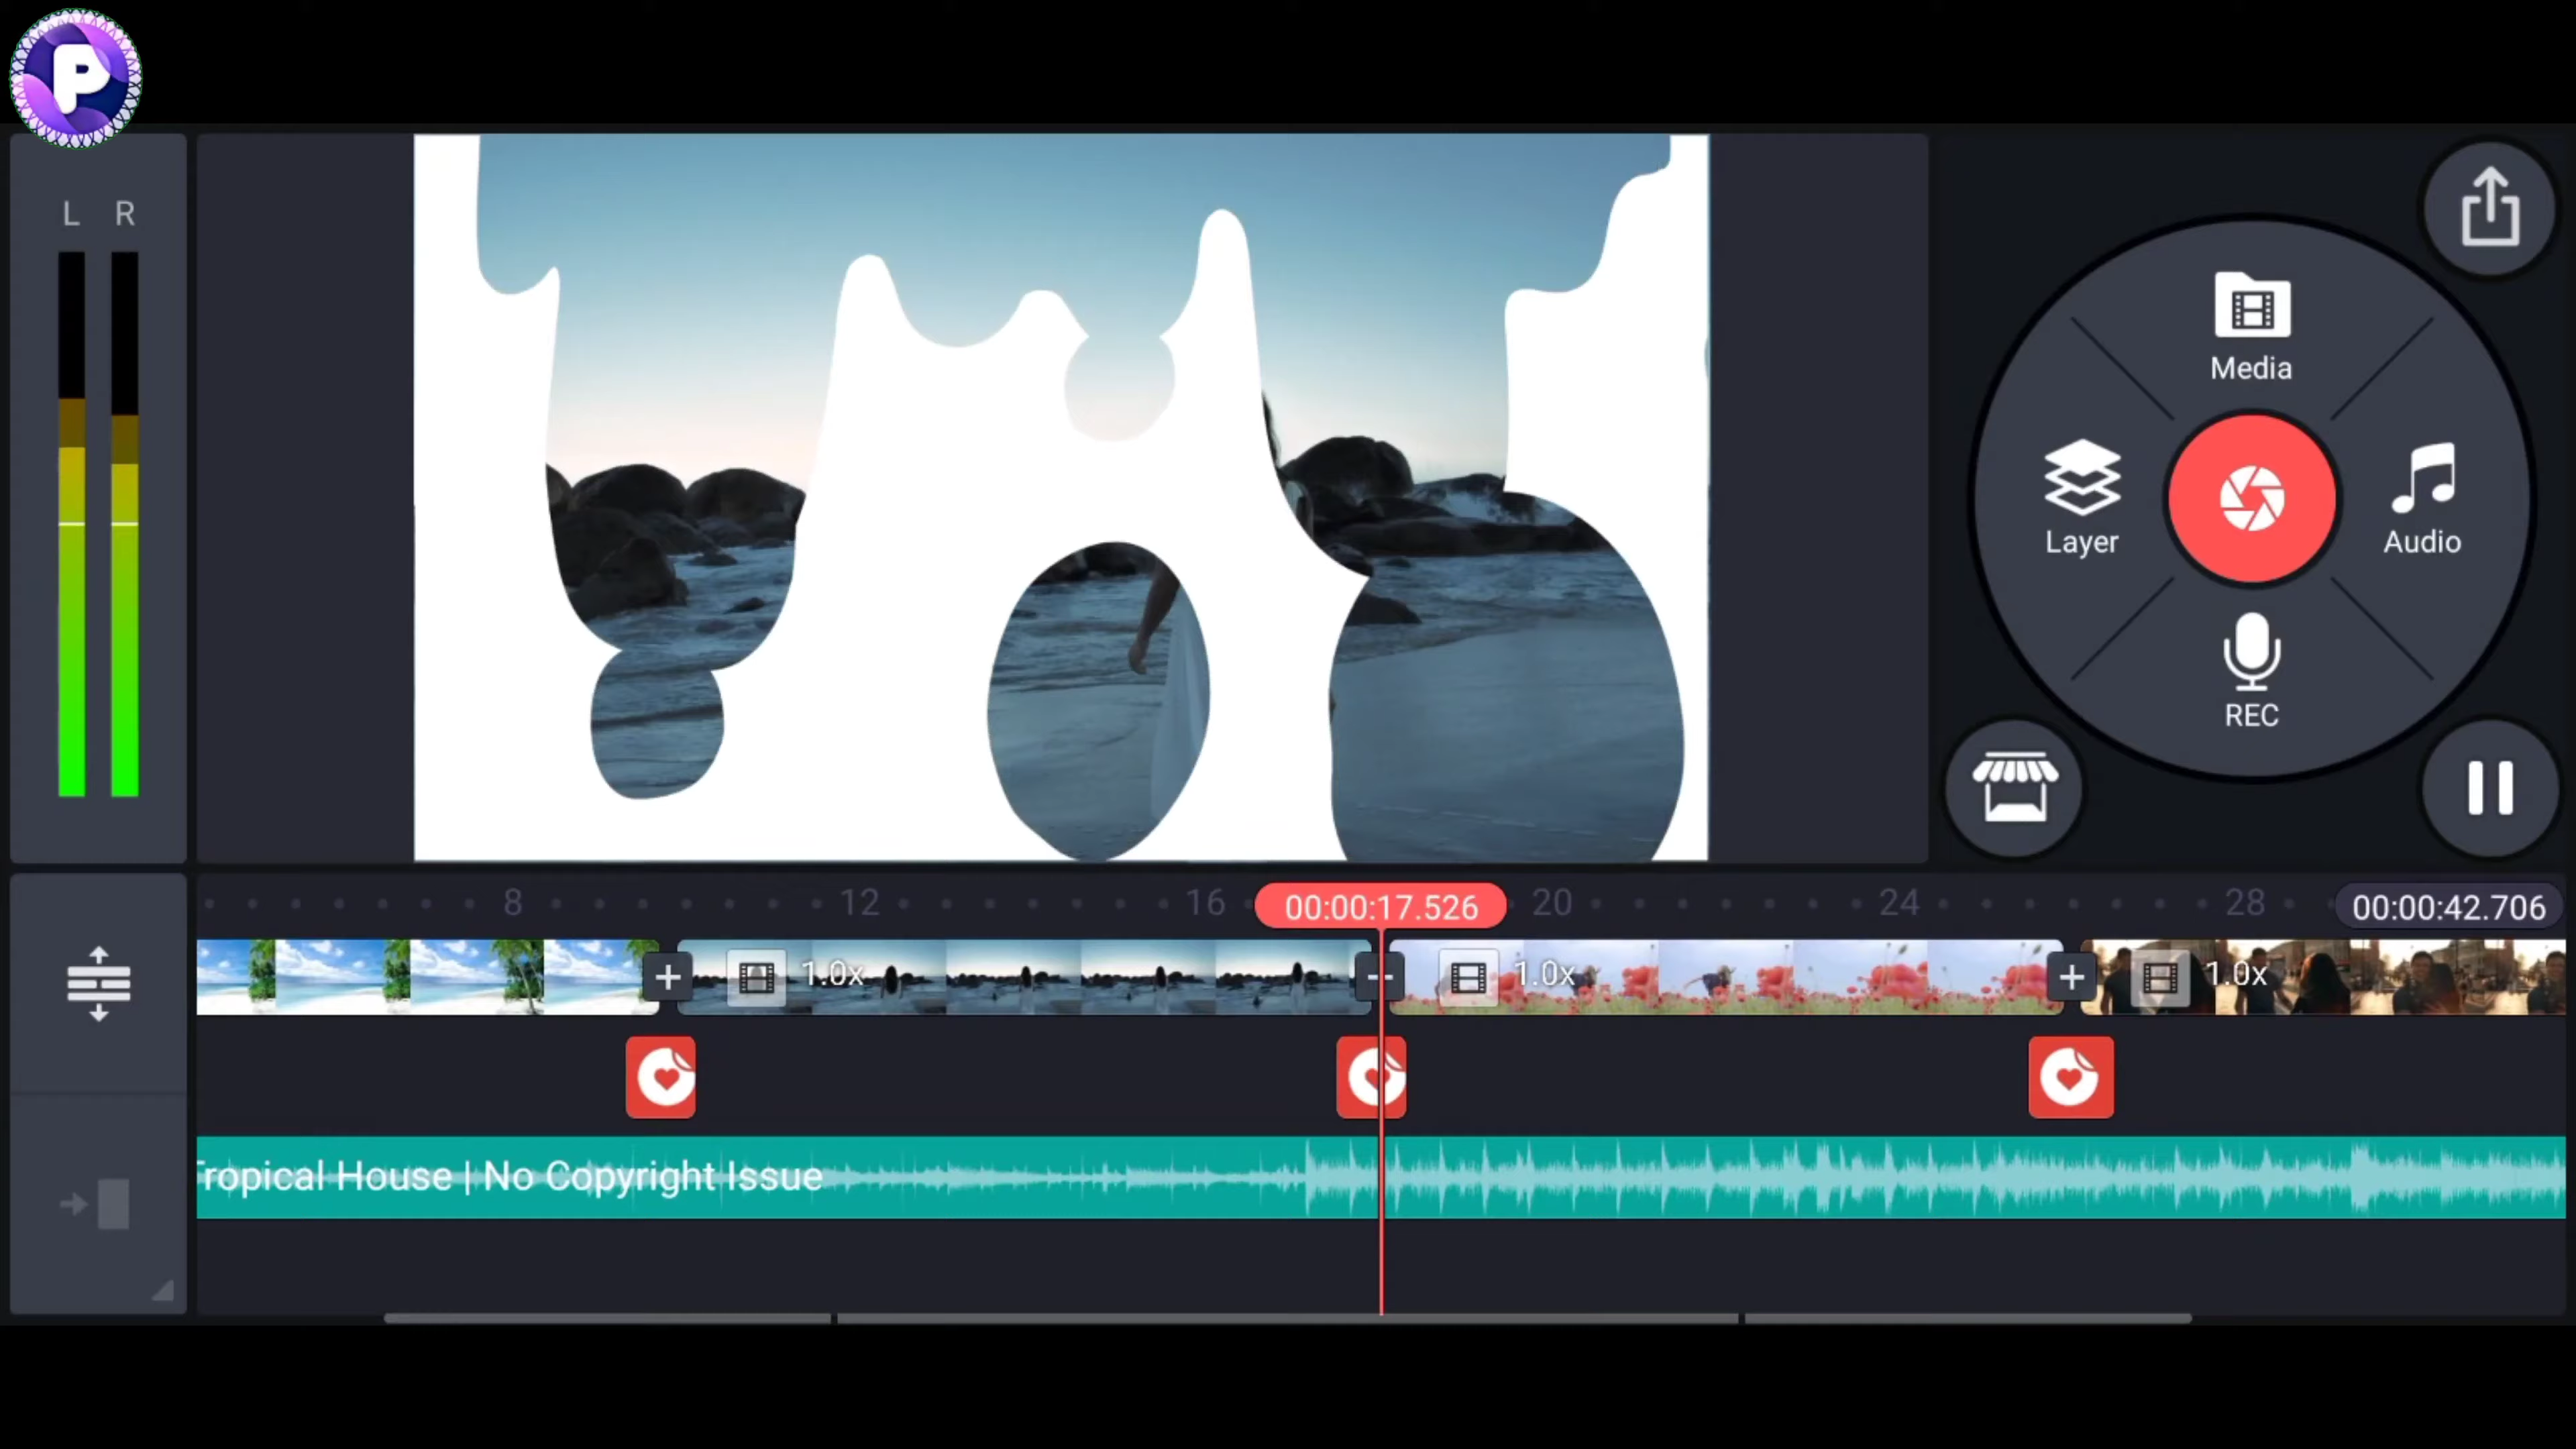 P
L R
Media
Layer
Audio
REC
8 12 16 00:00:17.526 20 24 28 00:00:42.706
1.0x 1.0x 1.0x
Tropical House | No Copyright Issue